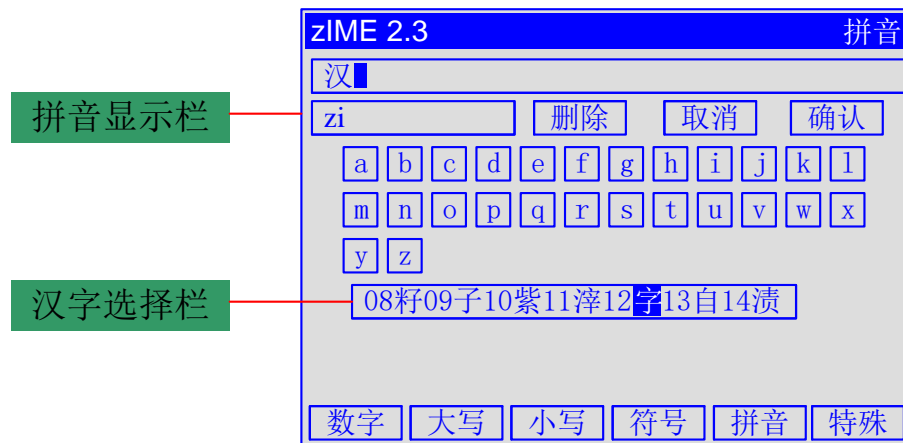 zIME 2.3 拼音
汉
拼音显示栏 zi 删除 取消 确认
a b c d e f g h i j k l
m n o p q r s t u v w x
y z
汉字选择栏 08籽09子10紫11滓12字13自14渍
数字 大写 小写 符号 拼音 特殊